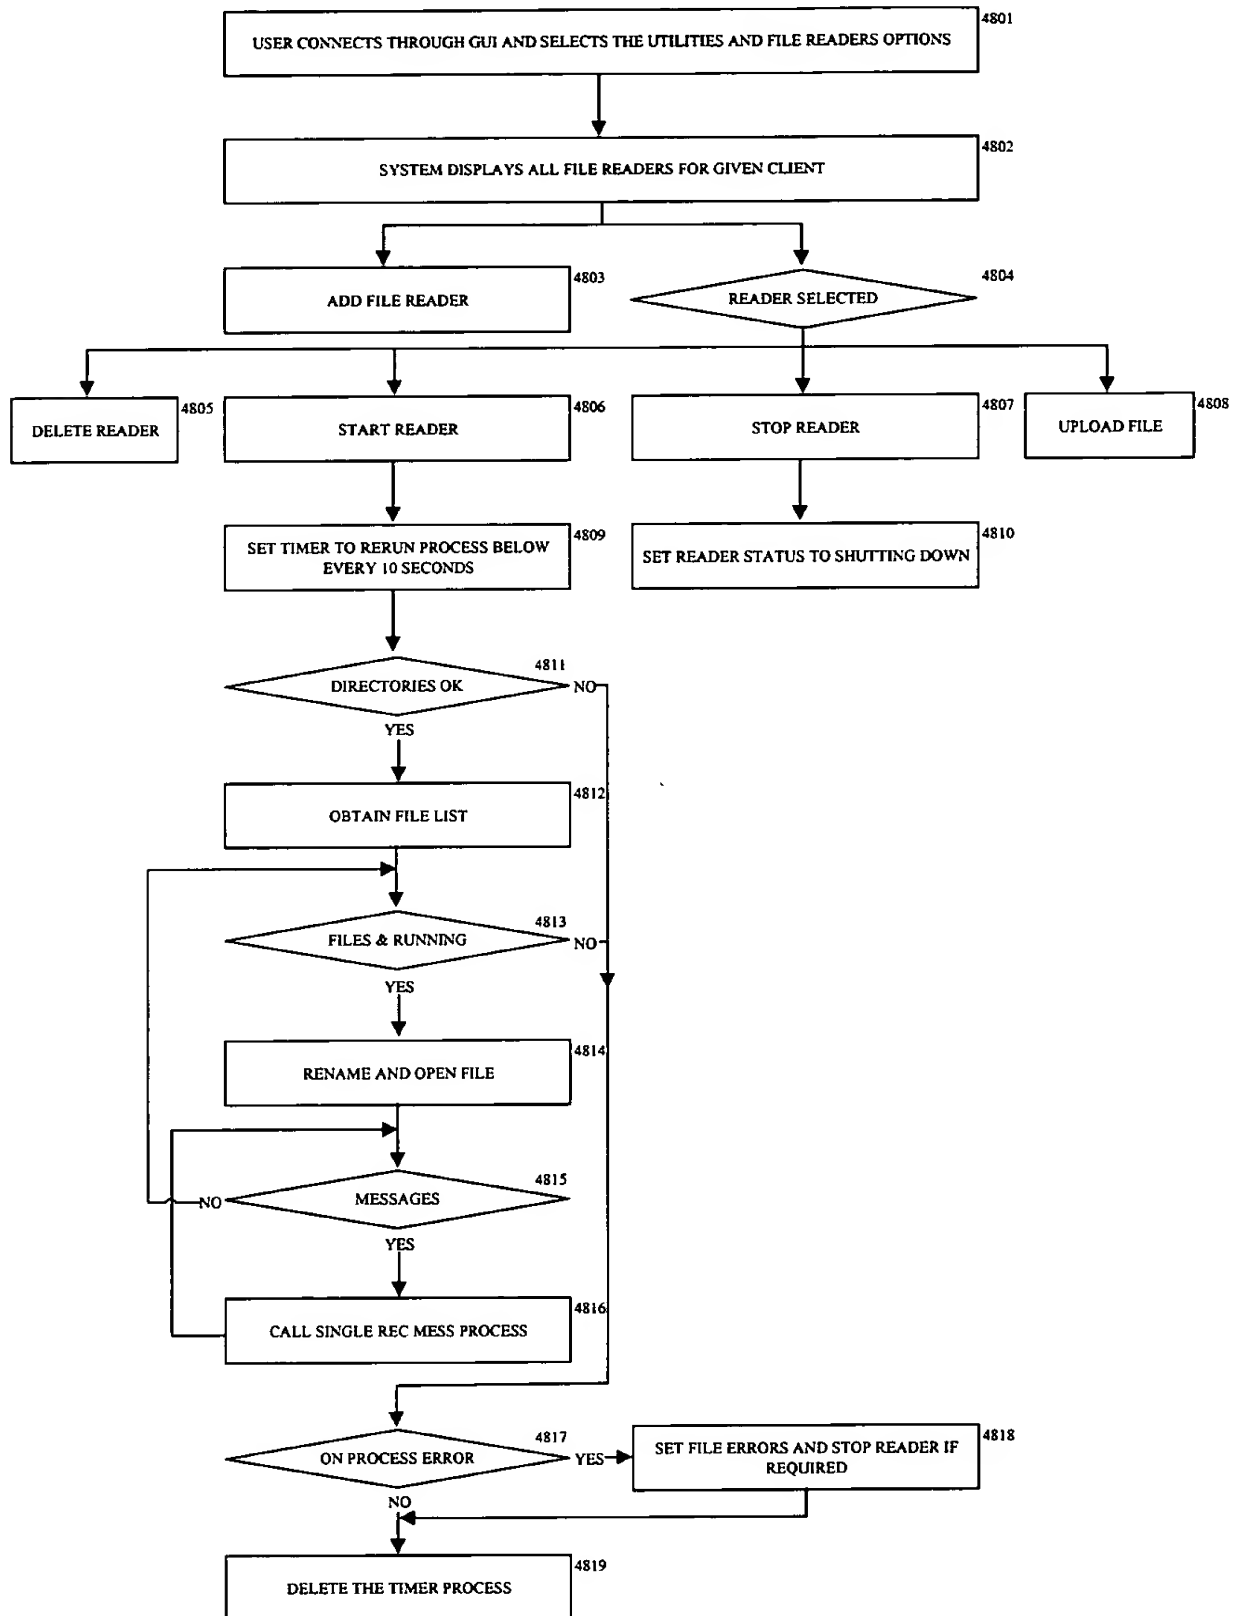 4801
USER CONNECTS THROUGH GUI AND SELECTS THE UTILITIES AND FILE READERS OPTIONS
4802
SYSTEM DISPLAYS ALL FILE READERS FOR GIVEN CLIENT
4803
ADD FILE READER
4804
READER SELECTED
4805
DELETE READER
4806
START READER
4807
STOP READER
4808
UPLOAD FILE
4809
SET TIMER TO RERUN PROCESS BELOW
EVERY 10 SECONDS
4810
SET READER STATUS TO SHUTTING DOWN
4811
DIRECTORIES OK
NO
YES
4812
OBTAIN FILE LIST
4813
FILES & RUNNING
NO
YES
4814
RENAME AND OPEN FILE
4815
MESSAGES
NO
YES
4816
CALL SINGLE REC MESS PROCESS
4817
ON PROCESS ERROR
YES
NO
4818
SET FILE ERRORS AND STOP READER IF
REQUIRED
4819
DELETE THE TIMER PROCESS